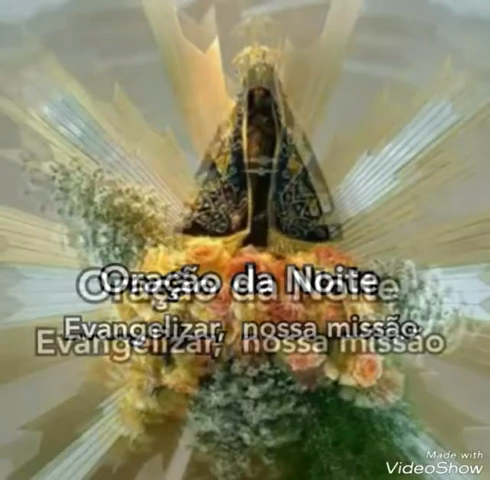 Oração da Noite
Evangelizar, nossa missão
Made with
VideoShow